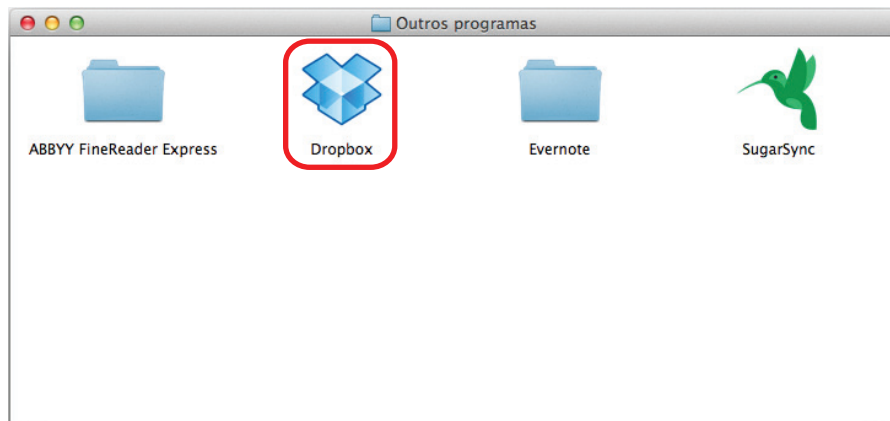 Outros programas
ABBYY FineReader Express
Dropbox
Evernote
SugarSync